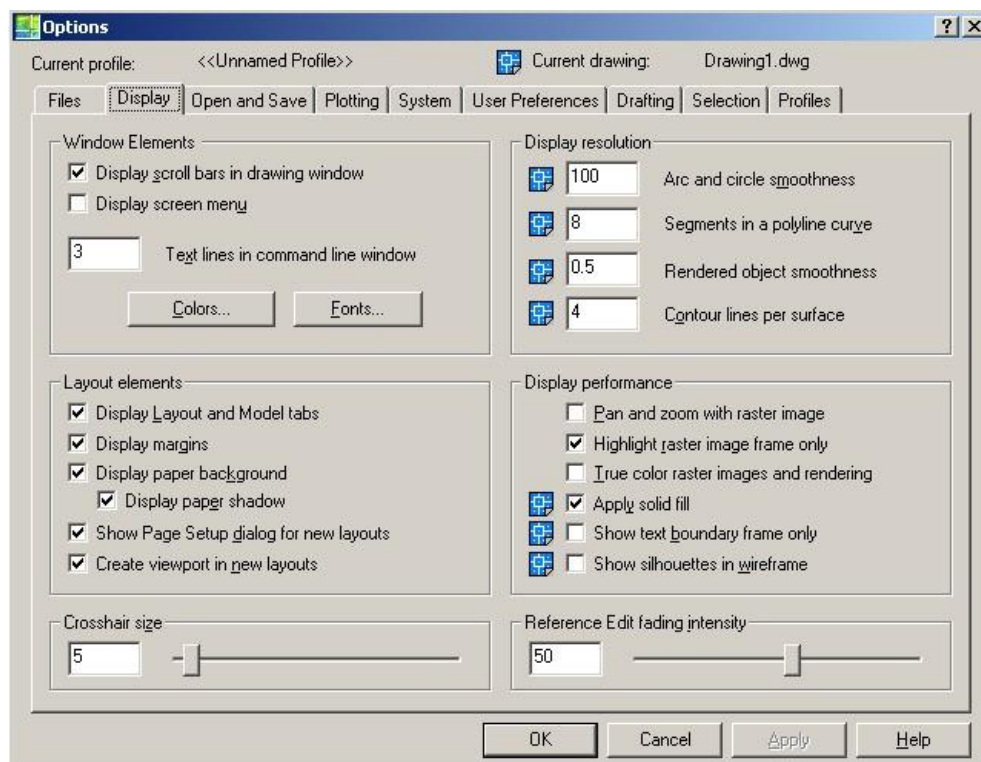 Options
Current profile: <<Unnamed Profile>> Current drawing: Drawing1.dwg
Files Display Open and Save Plotting System User Preferences Drafting Selection Profiles
Window Elements
Display scroll bars in drawing window
Display screen menu
3 Text lines in command line window
Colors... Fonts...
Display resolution
100 Arc and circle smoothness
8 Segments in a polyline curve
0.5 Rendered object smoothness
4 Contour lines per surface
Layout elements
Display Layout and Model tabs
Display margins
Display paper background
Display paper shadow
Show Page Setup dialog for new layouts
Create viewport in new layouts
Display performance
Pan and zoom with raster image
Highlight raster image frame only
True color raster images and rendering
Apply solid fill
Show text boundary frame only
Show silhouettes in wireframe
Crosshair size
5
Reference Edit fading intensity
50
OK Cancel Apply Help